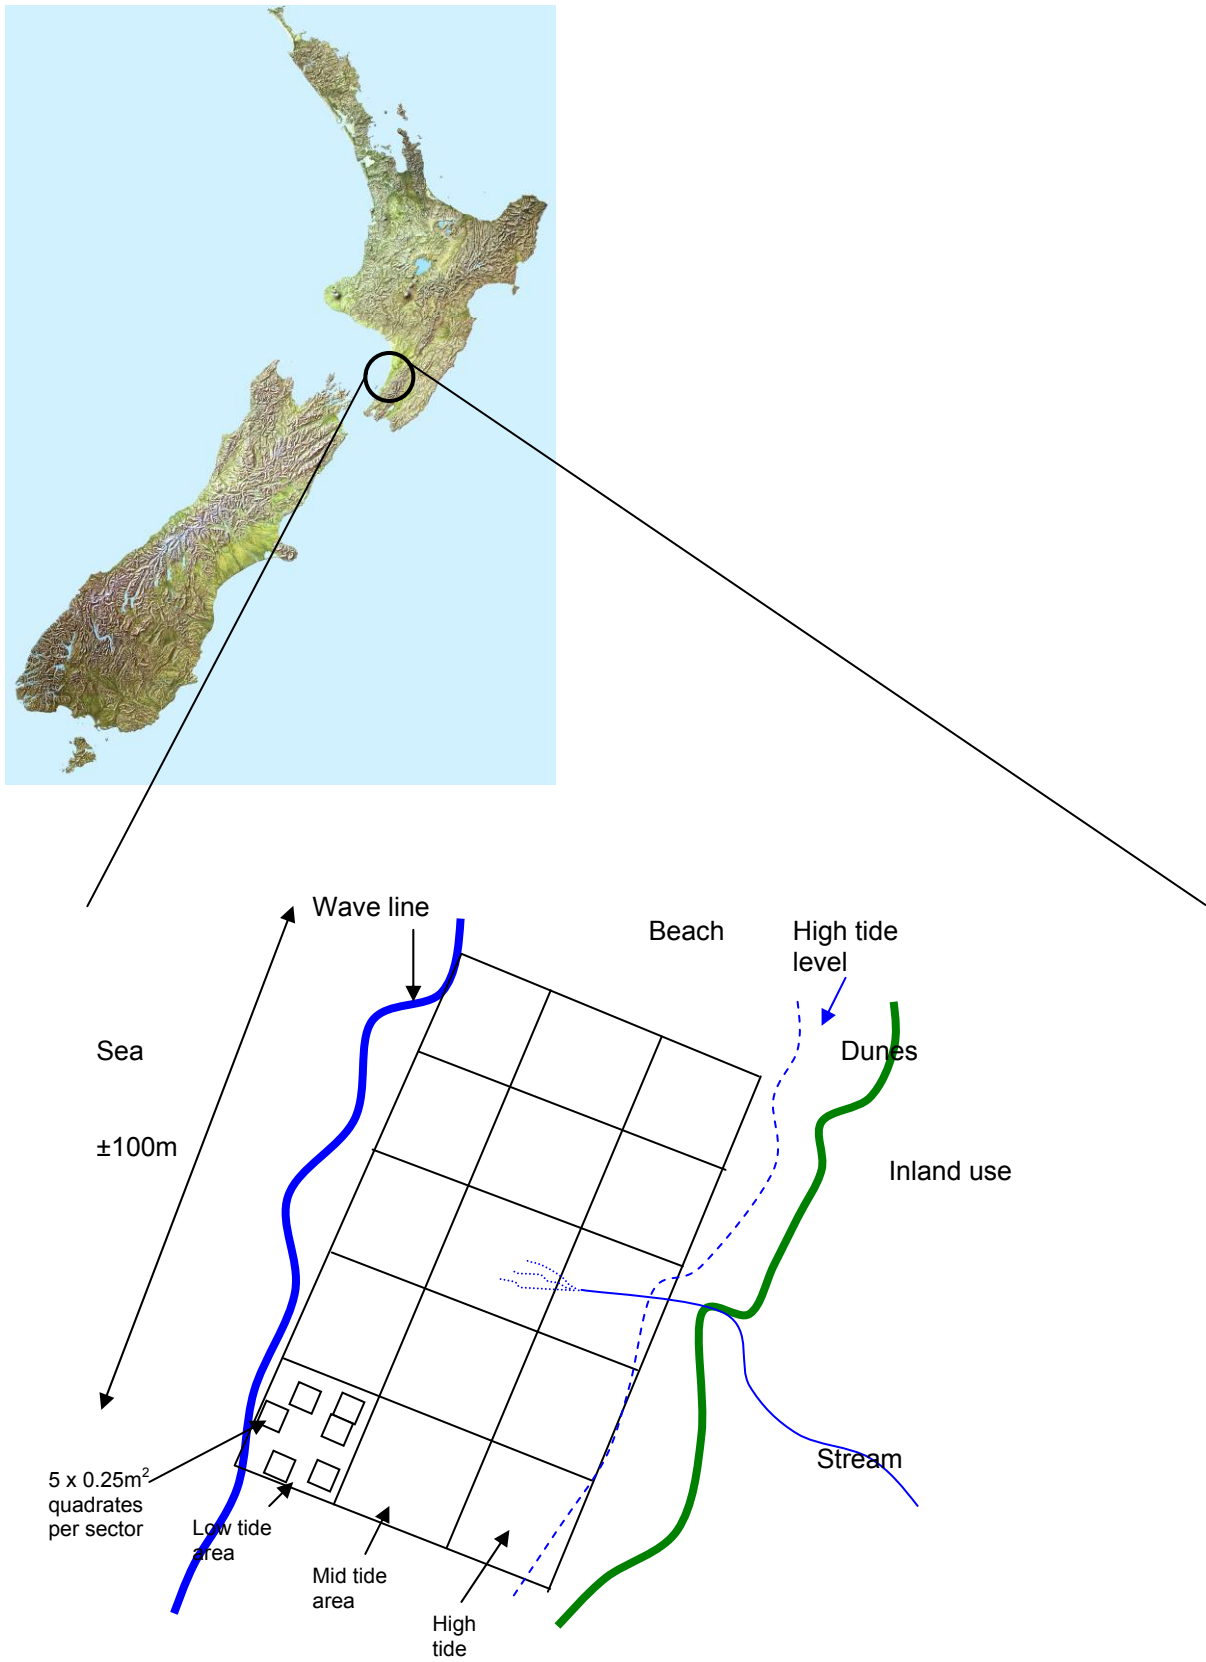 Wave line
Beach
High tide
level
Sea
Dunes
±100m
Inland use
Stream
5 x 0.25m²
quadrates
per sector
Low tide
area
Mid tide
area
High
tide